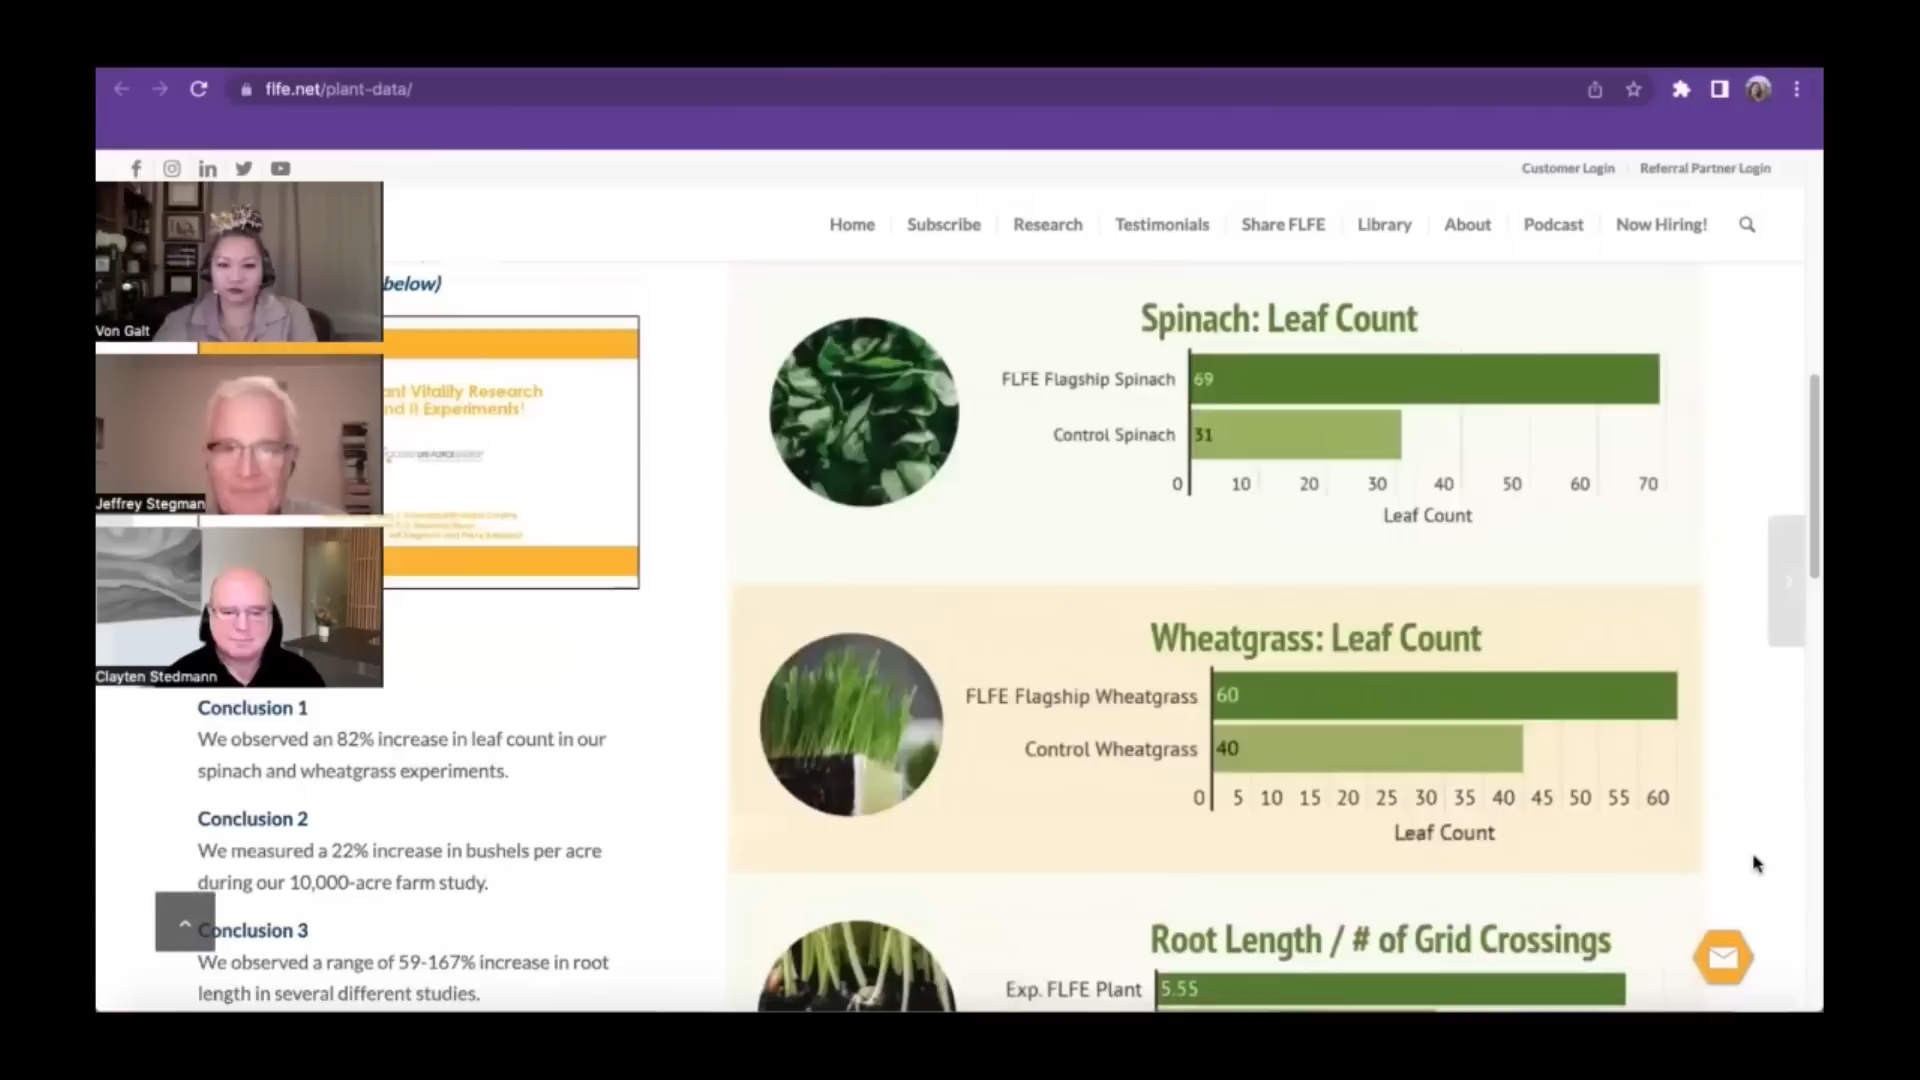 flfe.net/plant-data/
Customer Login
Referral Partner Login
Home
Subscribe
Research
Testimonials
Share FLFE
Library
About
Podcast
Now Hiring!
Von Galt
Jeffrey Stegman
Clayten Stedmann
below)
ant Vitality Research
nd II Experiments¹
Conclusion 1
We observed an 82% increase in leaf count in our
spinach and wheatgrass experiments.
Conclusion 2
We measured a 22% increase in bushels per acre
during our 10,000-acre farm study.
Conclusion 3
We observed a range of 59-167% increase in root
length in several different studies.
Spinach: Leaf Count
FLFE Flagship Spinach 69
Control Spinach 31
0 10 20 30 40 50 60 70
Leaf Count
Wheatgrass: Leaf Count
FLFE Flagship Wheatgrass 60
Control Wheatgrass 40
0 5 10 15 20 25 30 35 40 45 50 55 60
Leaf Count
Root Length / # of Grid Crossings
Exp. FLFE Plant 5.55